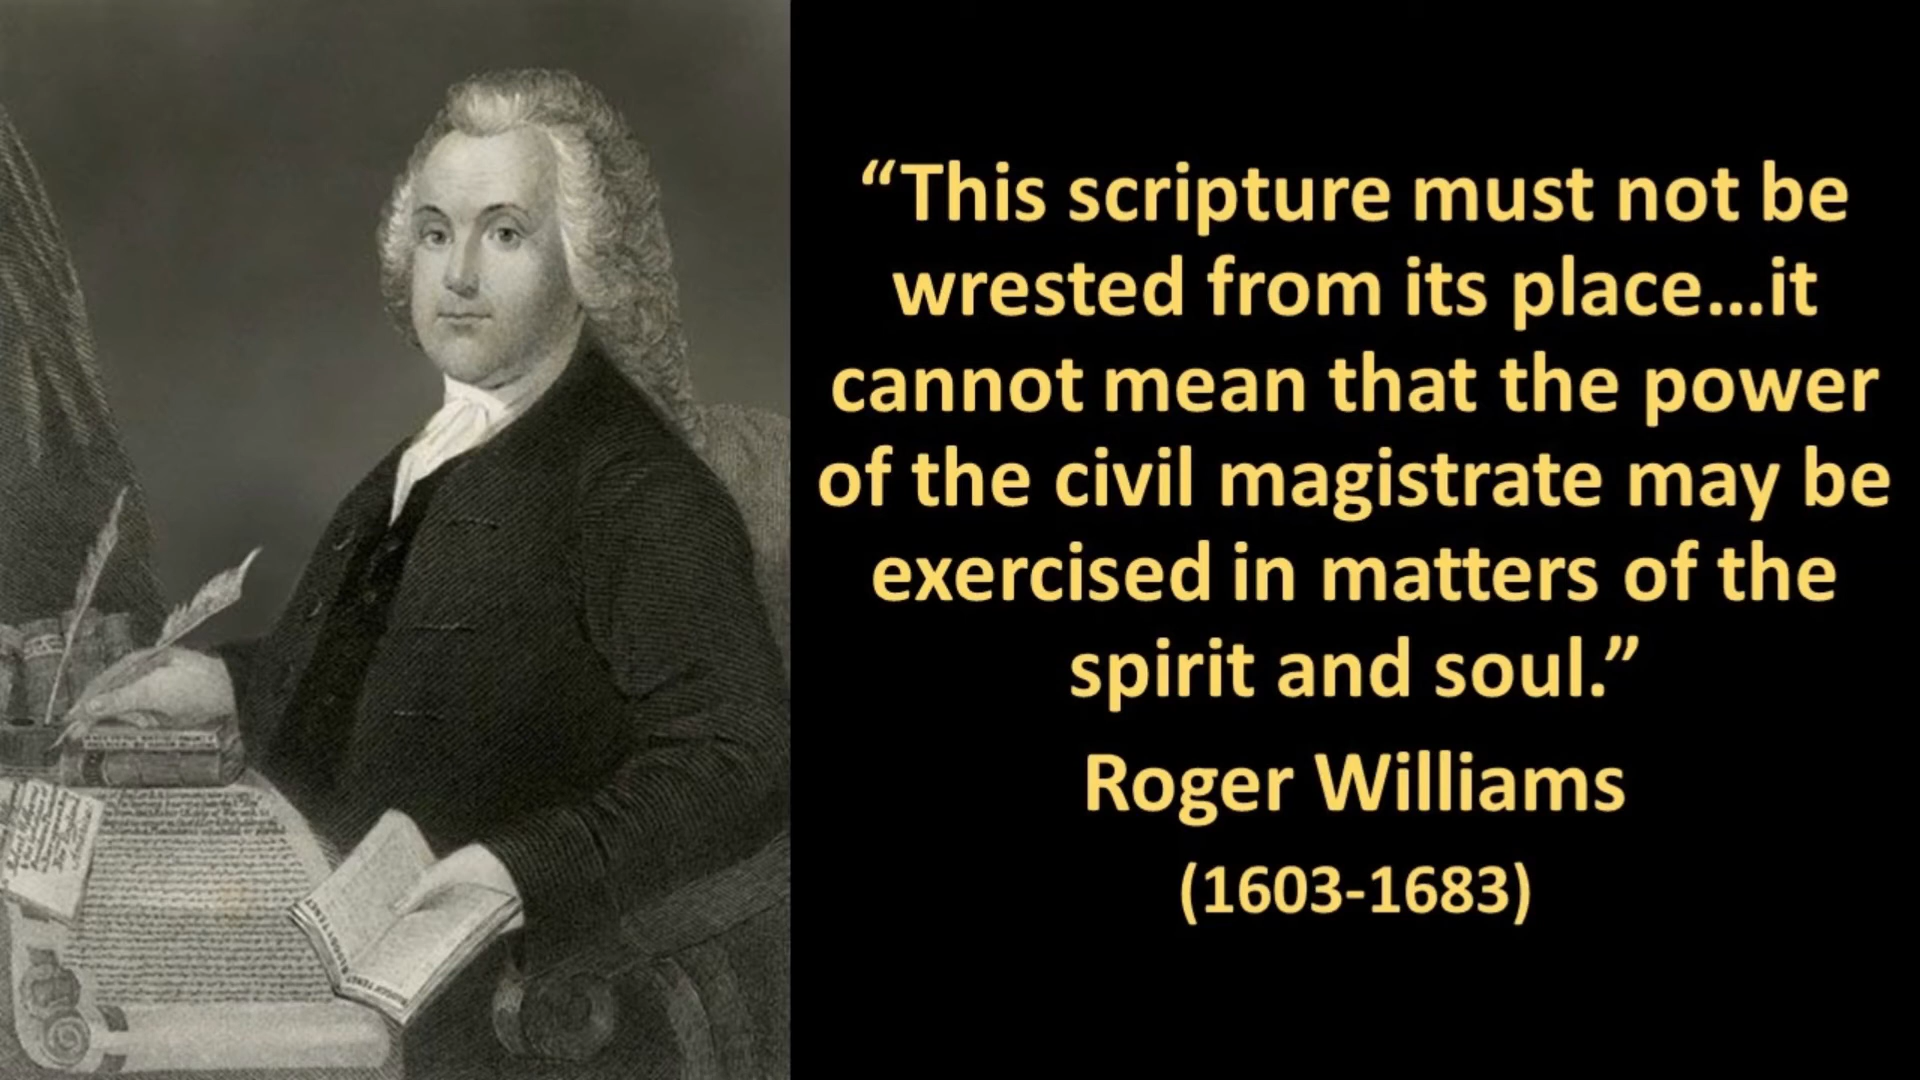 “This scripture must not be
wrested from its place...it
cannot mean that the power
of the civil magistrate may be
exercised in matters of the
spirit and soul.”
Roger Williams
(1603-1683)